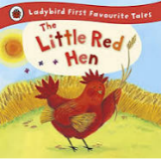 Ladybird First Favourite Tales
The
Little Red
Hen